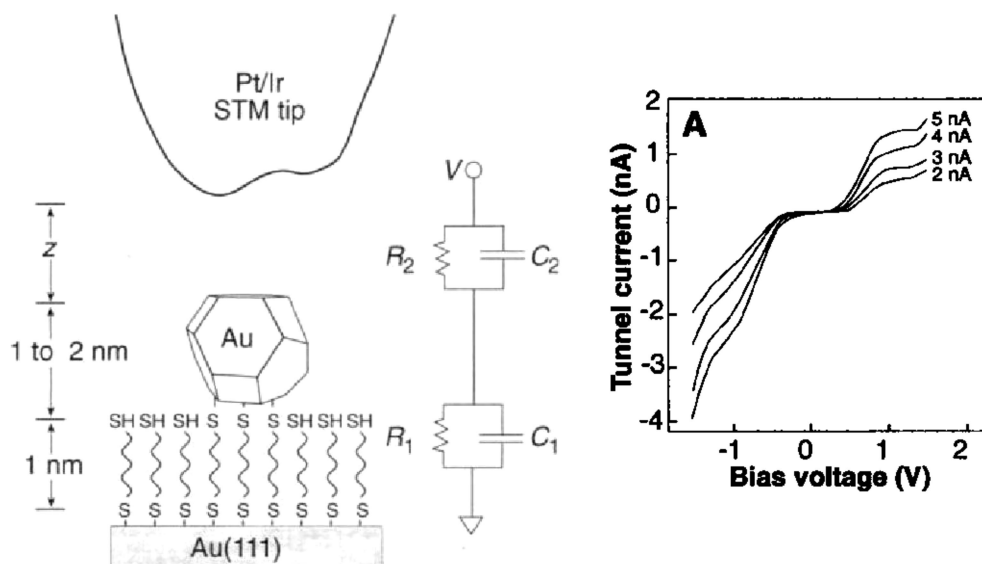 Pt/Ir
STM tip
z
1 to 2 nm
1 nm
Au
SH SH SH S S S SH SH SH
S S S S S S S S S
Au(111)
V
R2
C2
R1
C1
A
5 nA
4 nA
3 nA
2 nA
Tunnel current (nA)
2
1
0
-1
-2
-3
-4
-1 0 1 2
Bias voltage (V)